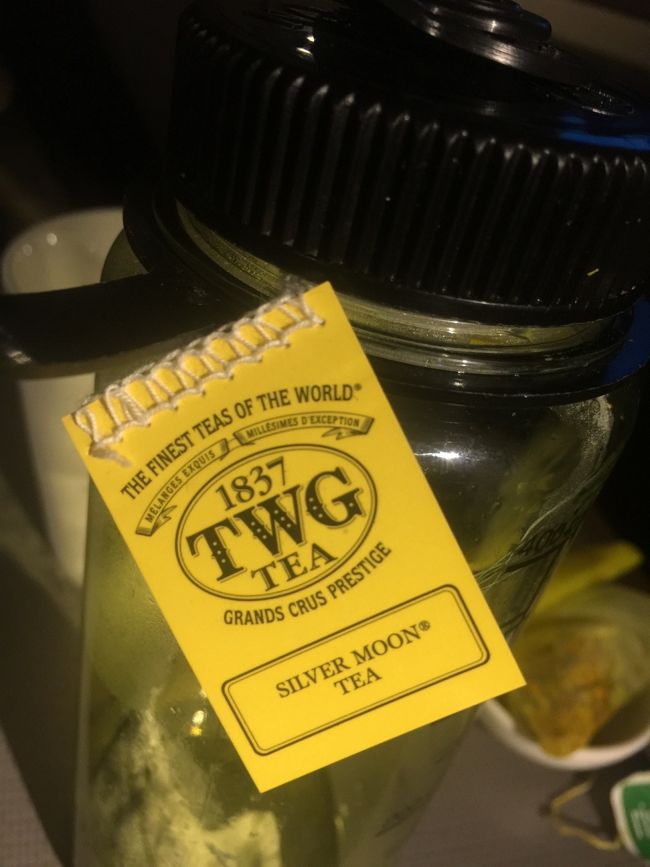 THE FINEST TEAS OF THE WORLD®
MÉLANGES EXQUIS MILLÉSIMES D'EXCEPTION
1837
TWG
TEA
GRANDS CRUS PRESTIGE
SILVER MOON®
TEA